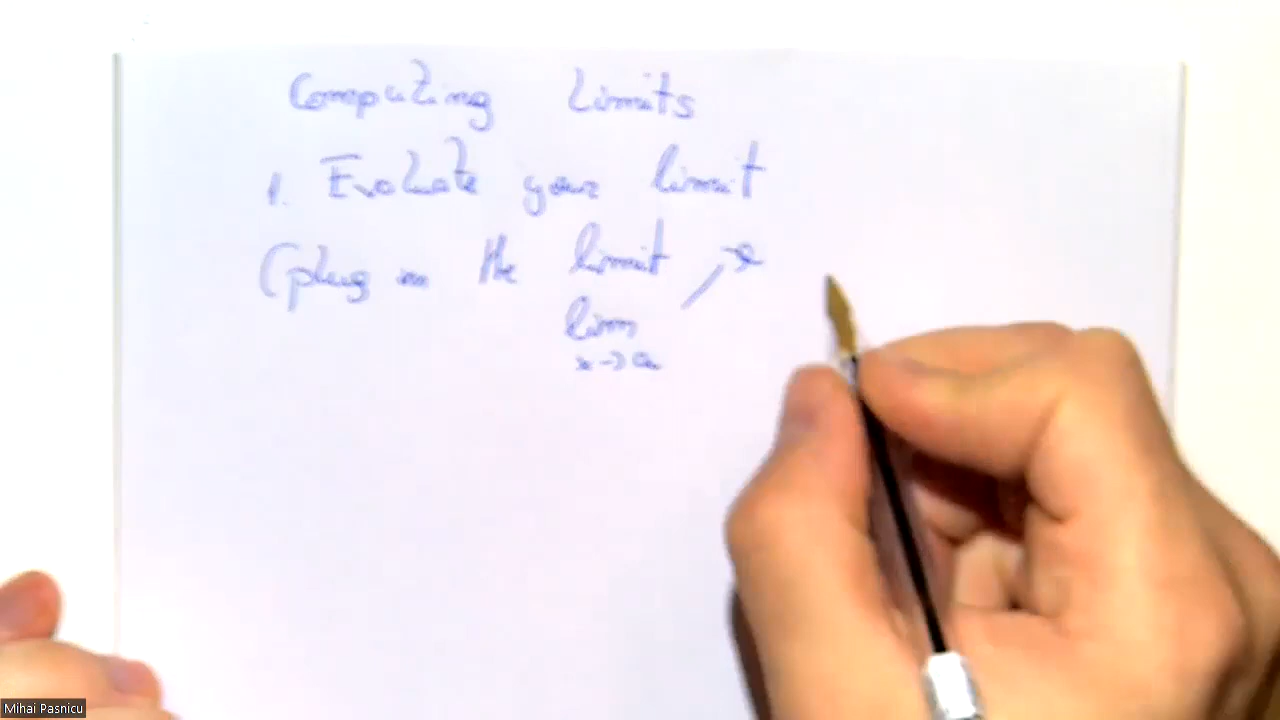 Computing Limits
1. Evaluate your limit
(plug in the limit
lim
x→a
Mihai Pasnicu